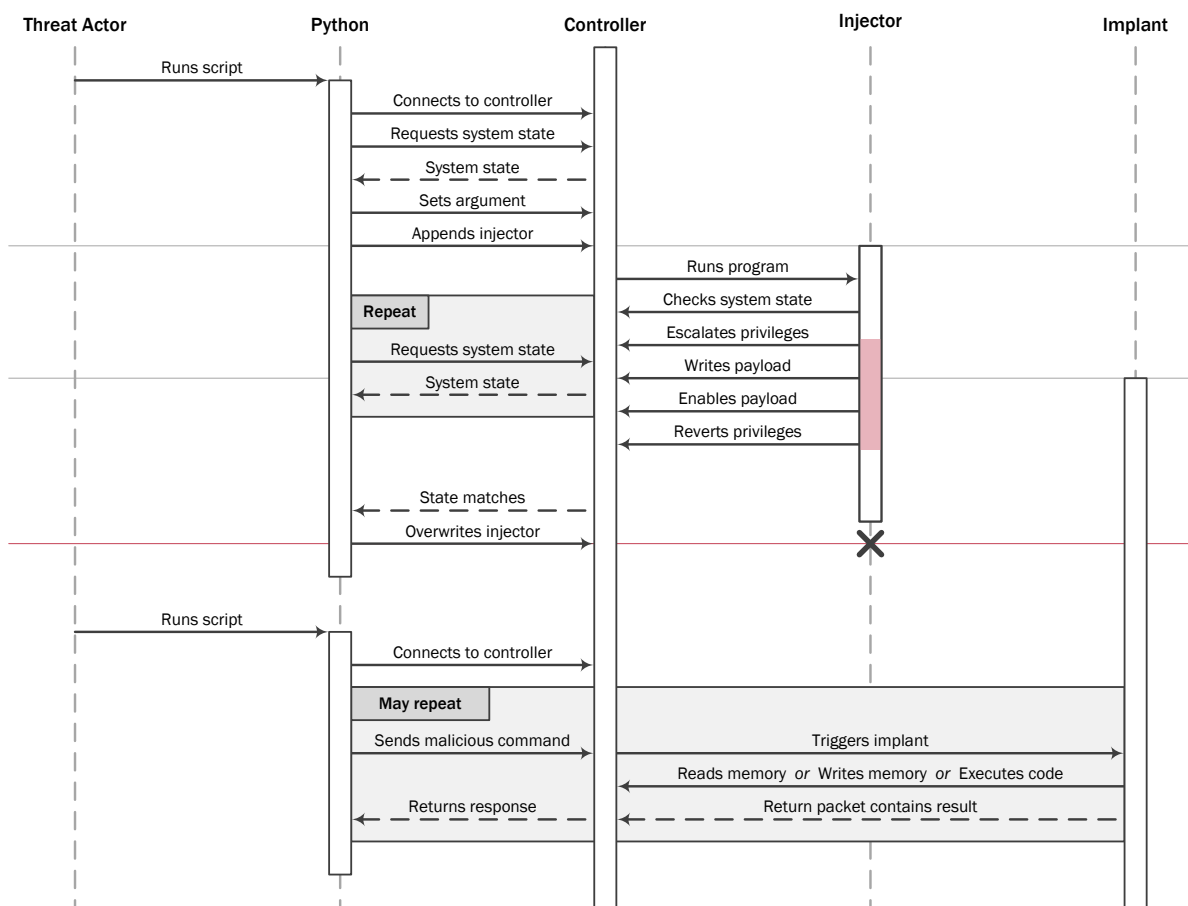 Threat Actor
Python
Controller
Injector
Implant
Runs script
Connects to controller
Requests system state
System state
Sets argument
Appends injector
Runs program
Checks system state
Repeat
Escalates privileges
Requests system state
Writes payload
System state
Enables payload
Reverts privileges
State matches
Overwrites injector
Runs script
Connects to controller
May repeat
Sends malicious command
Triggers implant
Reads memory or Writes memory or Executes code
Returns response
Return packet contains result